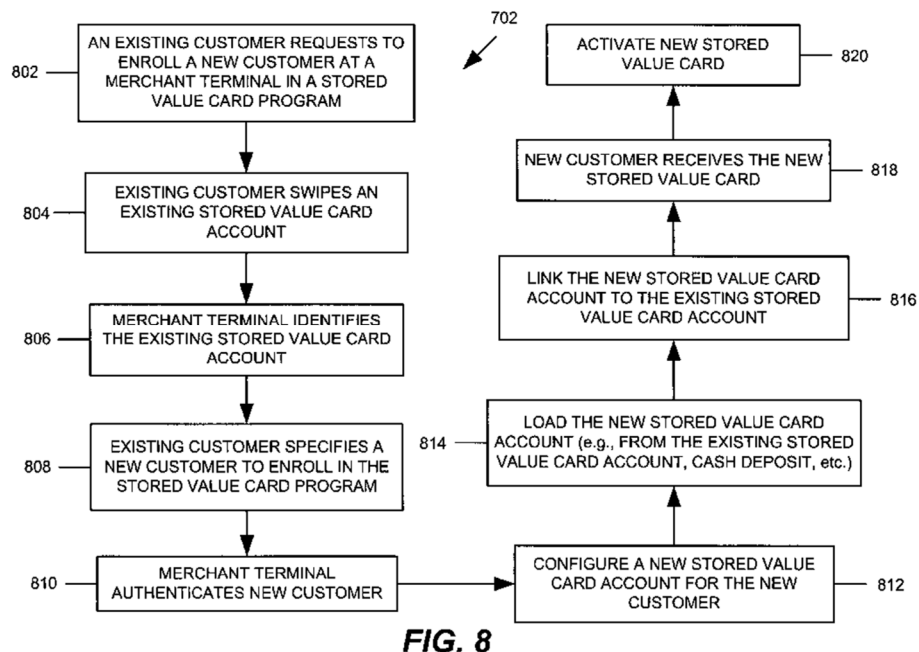 702
802
AN EXISTING CUSTOMER REQUESTS TO
ENROLL A NEW CUSTOMER AT A
MERCHANT TERMINAL IN A STORED
VALUE CARD PROGRAM
804
EXISTING CUSTOMER SWIPES AN
EXISTING STORED VALUE CARD
ACCOUNT
806
MERCHANT TERMINAL IDENTIFIES
THE EXISTING STORED VALUE CARD
ACCOUNT
808
EXISTING CUSTOMER SPECIFIES A
NEW CUSTOMER TO ENROLL IN THE
STORED VALUE CARD PROGRAM
810
MERCHANT TERMINAL
AUTHENTICATES NEW CUSTOMER
CONFIGURE A NEW STORED VALUE
CARD ACCOUNT FOR THE NEW
CUSTOMER
812
814
LOAD THE NEW STORED VALUE CARD
ACCOUNT (e.g., FROM THE EXISTING STORED
VALUE CARD ACCOUNT, CASH DEPOSIT, etc.)
LINK THE NEW STORED VALUE CARD
ACCOUNT TO THE EXISTING STORED
VALUE CARD ACCOUNT
816
NEW CUSTOMER RECEIVES THE NEW
STORED VALUE CARD
818
ACTIVATE NEW STORED
VALUE CARD
820
FIG. 8